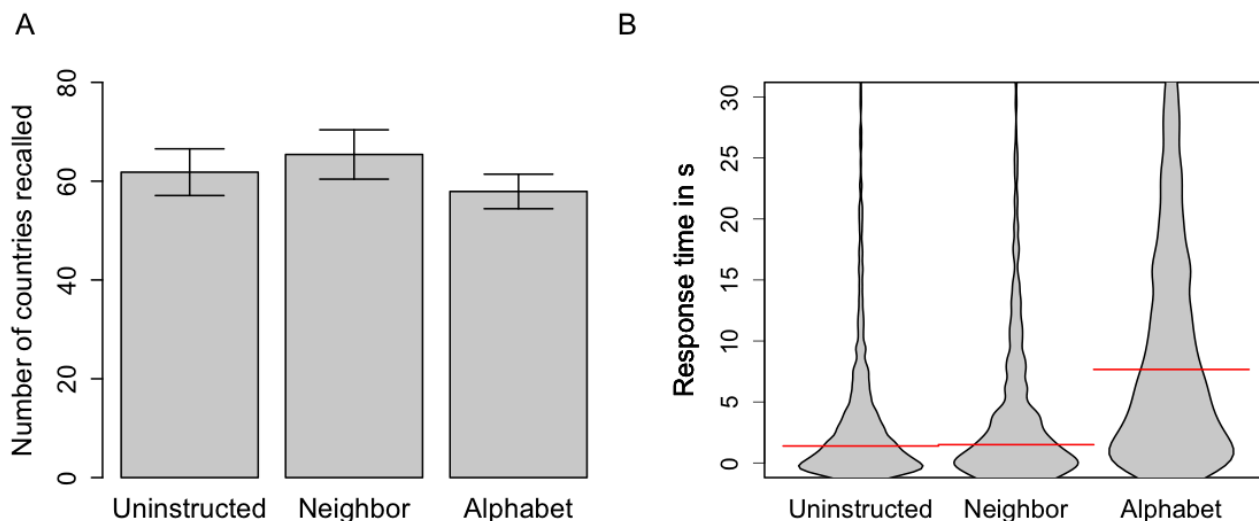 A
Number of countries recalled
80
60
40
20
0
Uninstructed
Neighbor
Alphabet
B
Response time in s
30
25
20
15
10
5
0
Uninstructed
Neighbor
Alphabet